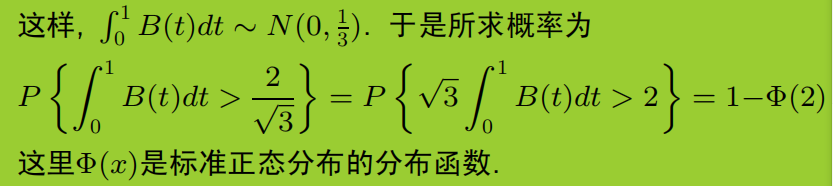 这样, ∫₀¹ B(t)dt ∼ N(0, 1/3). 于是所求概率为
P{∫₀¹ B(t)dt > 2/√3} = P{√3 ∫₀¹ B(t)dt > 2} = 1−Φ(2)
这里Φ(x)是标准正态分布的分布函数.